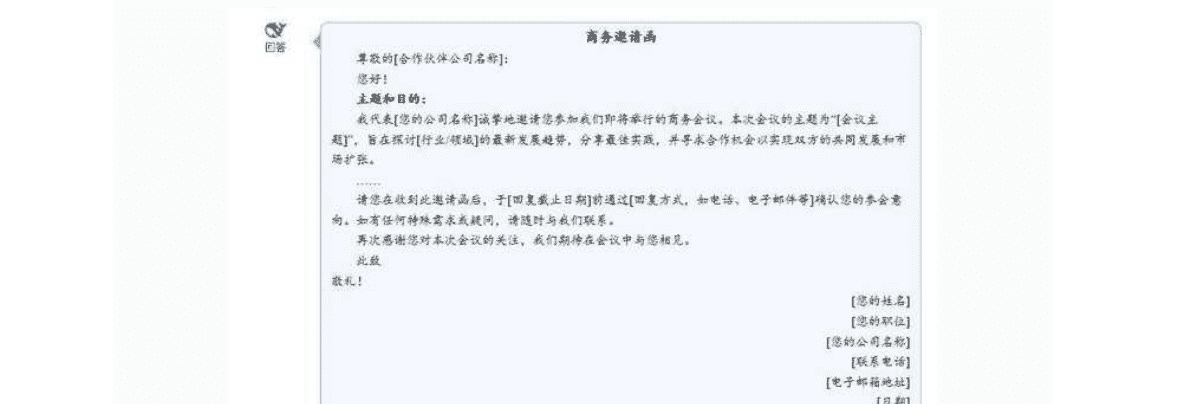 回答
商务邀请函
尊敬的[合作伙伴公司名称]：
您好！
主题和目的：
我代表[您的公司名称]诚挚地邀请您参加我们即将举行的商务会议。本次会议的主题为“[会议主
题]”，旨在探讨[行业/领域]的最新发展趋势，分享最佳实践，并寻求合作机会以实现双方的共同发展和市
场扩张。
……
请您在收到此邀请函后，于[回复截止日期]前通过[回复方式，如电话、电子邮件等]确认您的参会意
向。如有任何特殊需求或疑问，请随时与我们联系。
再次感谢您对本次会议的关注，我们期待在会议中与您相见。
此致
敬礼！
[您的姓名]
[您的职位]
[您的公司名称]
[联系电话]
[电子邮箱地址]
[日期]